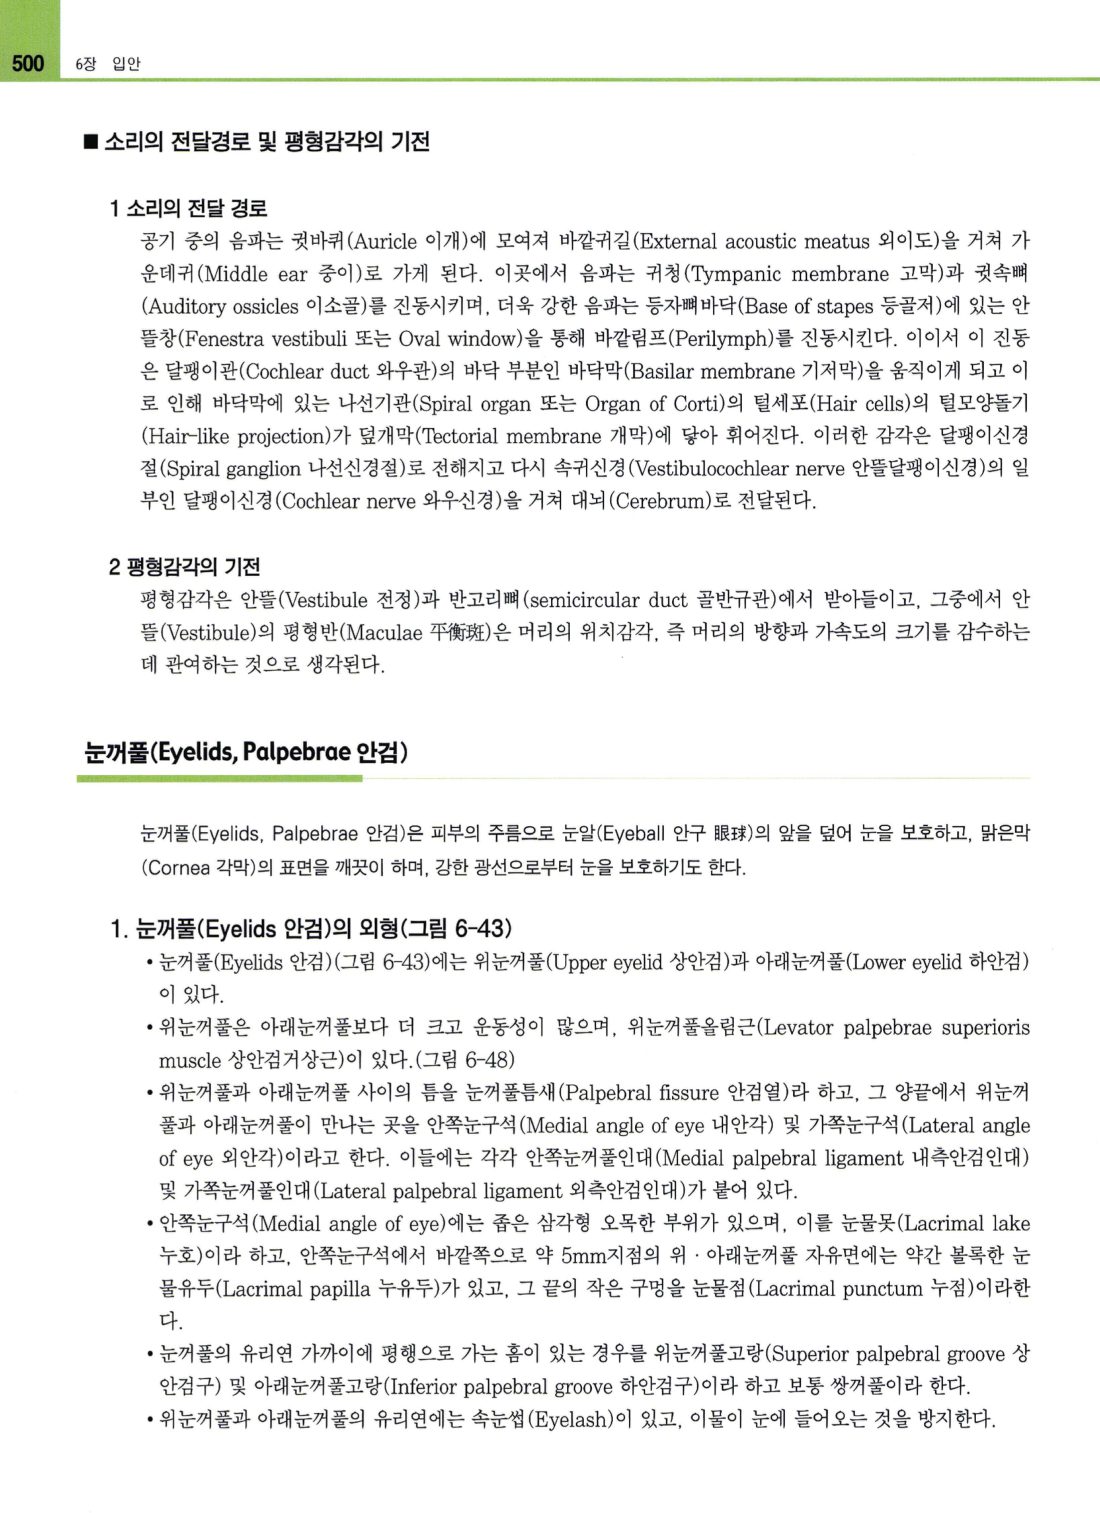 500 6장 입안
■ 소리의 전달경로 및 평형감각의 기전
1 소리의 전달 경로
공기 중의 음파는 귓바퀴(Auricle 이개)에 모여져 바깥귀길(External acoustic meatus 외이도)을 거쳐 가
운데귀(Middle ear 중이)로 가게 된다. 이곳에서 음파는 귀청(Tympanic membrane 고막)과 귓속뼈
(Auditory ossicles 이소골)를 진동시키며, 더욱 강한 음파는 등자뼈바닥(Base of stapes 등골저)에 있는 안
뜰창(Fenestra vestibuli 또는 Oval window)을 통해 바깥림프(Perilymph)를 진동시킨다. 이이서 이 진동
은 달팽이관(Cochlear duct 와우관)의 바닥 부분인 바닥막(Basilar membrane 기저막)을 움직이게 되고 이
로 인해 바닥막에 있는 나선기관(Spiral organ 또는 Organ of Corti)의 털세포(Hair cells)의 털모양돌기
(Hair-like projection)가 덮개막(Tectorial membrane 개막)에 닿아 휘어진다. 이러한 감각은 달팽이신경
절(Spiral ganglion 나선신경절)로 전해지고 다시 속귀신경(Vestibulocochlear nerve 안뜰달팽이신경)의 일
부인 달팽이신경(Cochlear nerve 와우신경)을 거쳐 대뇌(Cerebrum)로 전달된다.
2 평형감각의 기전
평형감각은 안뜰(Vestibule 전정)과 반고리뼈(semicircular duct 골반규관)에서 받아들이고, 그중에서 안
뜰(Vestibule)의 평형반(Maculae 平衡斑)은 머리의 위치감각, 즉 머리의 방향과 가속도의 크기를 감수하는
데 관여하는 것으로 생각된다.
눈꺼풀(Eyelids, Palpebrae 안검)
눈꺼풀(Eyelids, Palpebrae 안검)은 피부의 주름으로 눈알(Eyeball 안구 眼球)의 앞을 덮어 눈을 보호하고, 맑은막
(Cornea 각막)의 표면을 깨끗이 하며, 강한 광선으로부터 눈을 보호하기도 한다.
1. 눈꺼풀(Eyelids 안검)의 외형(그림 6-43)
• 눈꺼풀(Eyelids 안검)(그림 6-43)에는 위눈꺼풀(Upper eyelid 상안검)과 아래눈꺼풀(Lower eyelid 하안검)
이 있다.
• 위눈꺼풀은 아래눈꺼풀보다 더 크고 운동성이 많으며, 위눈꺼풀올림근(Levator palpebrae superioris
muscle 상안검거상근)이 있다.(그림 6-48)
• 위눈꺼풀과 아래눈꺼풀 사이의 틈을 눈꺼풀틈새(Palpebral fissure 안검열)라 하고, 그 양끝에서 위눈꺼
풀과 아래눈꺼풀이 만나는 곳을 안쪽눈구석(Medial angle of eye 내안각) 및 가쪽눈구석(Lateral angle
of eye 외안각)이라고 한다. 이들에는 각각 안쪽눈꺼풀인대(Medial palpebral ligament 내측안검인대)
및 가쪽눈꺼풀인대(Lateral palpebral ligament 외측안검인대)가 붙어 있다.
• 안쪽눈구석(Medial angle of eye)에는 좁은 삼각형 오목한 부위가 있으며, 이를 눈물못(Lacrimal lake
누호)이라 하고, 안쪽눈구석에서 바깥쪽으로 약 5mm지점의 위 · 아래눈꺼풀 자유면에는 약간 볼록한 눈
물유두(Lacrimal papilla 누유두)가 있고, 그 끝의 작은 구멍을 눈물점(Lacrimal punctum 누점)이라한
다.
• 눈꺼풀의 유리연 가까이에 평행으로 가는 홈이 있는 경우를 위눈꺼풀고랑(Superior palpebral groove 상
안검구) 및 아래눈꺼풀고랑(Inferior palpebral groove 하안검구)이라 하고 보통 쌍꺼풀이라 한다.
• 위눈꺼풀과 아래눈꺼풀의 유리연에는 속눈썹(Eyelash)이 있고, 이물이 눈에 들어오는 것을 방지한다.